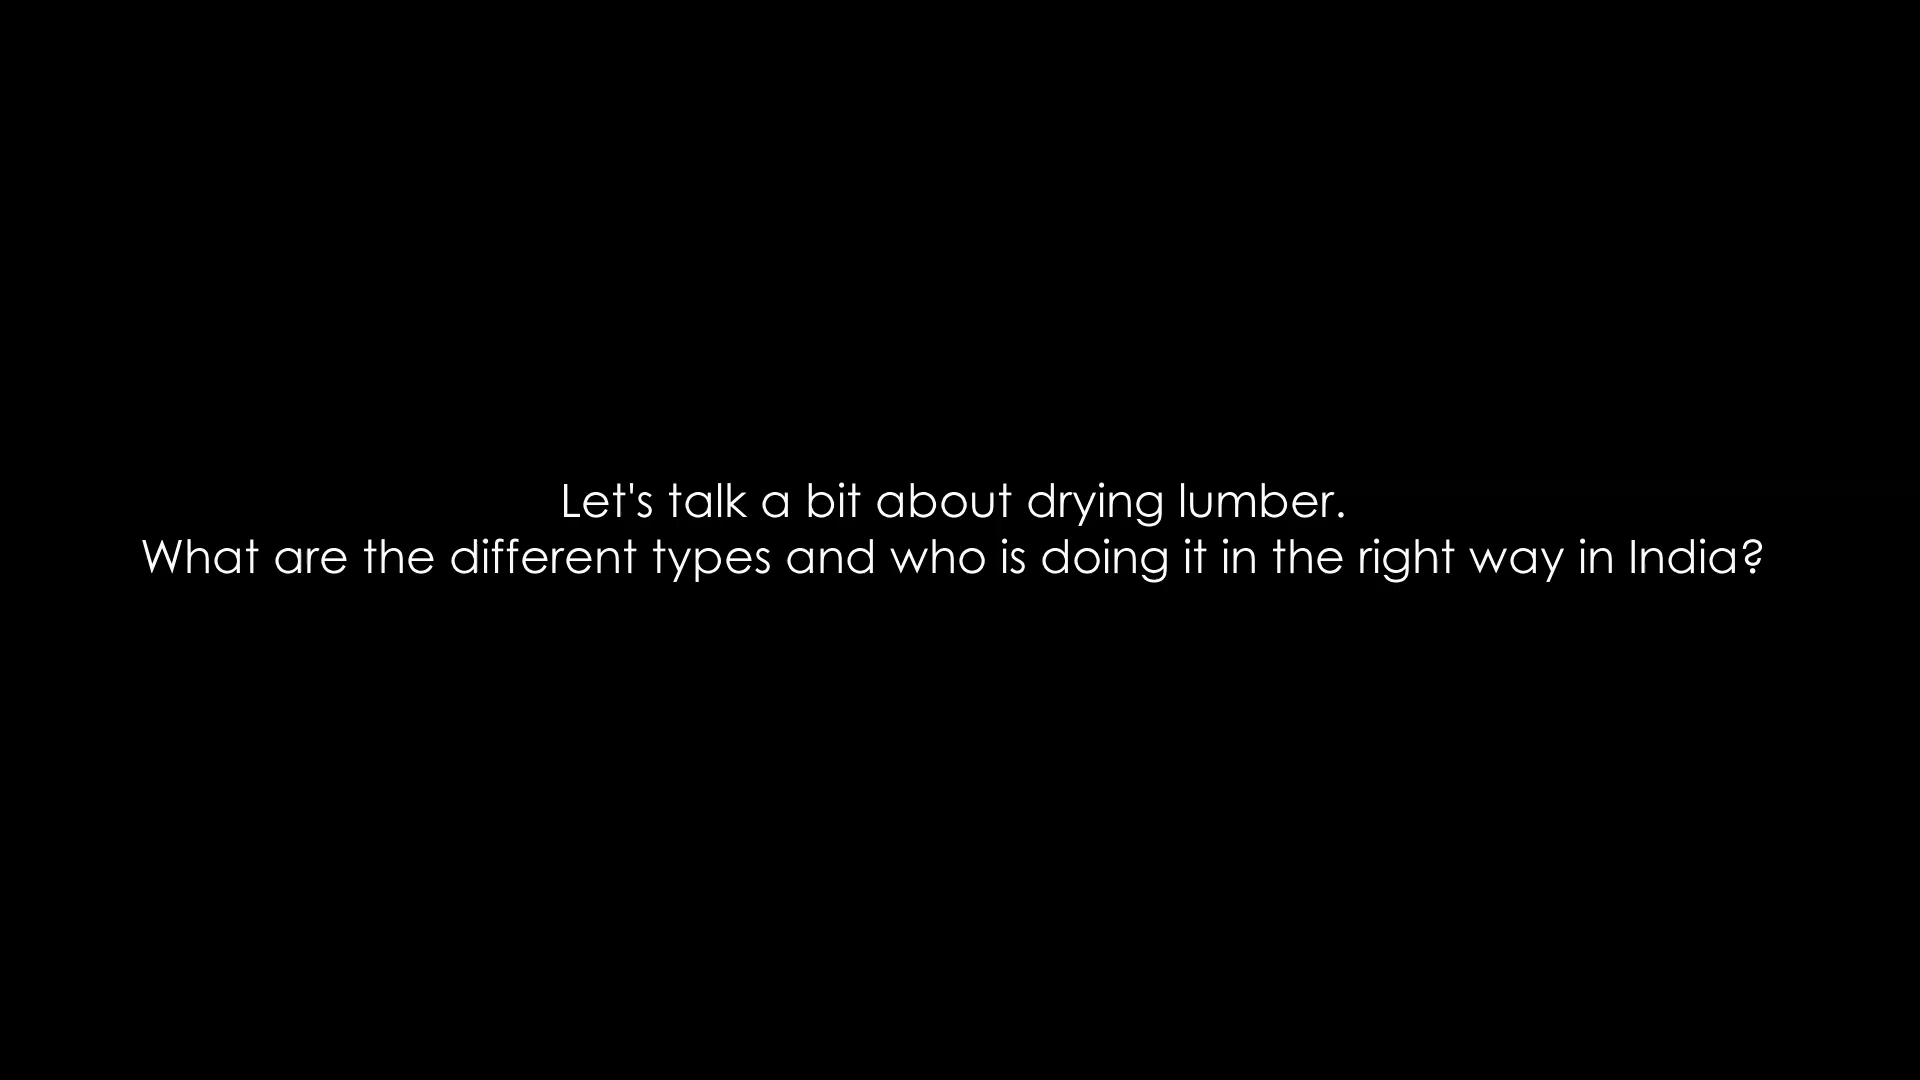 Let's talk a bit about drying lumber.
What are the different types and who is doing it in the right way in India?